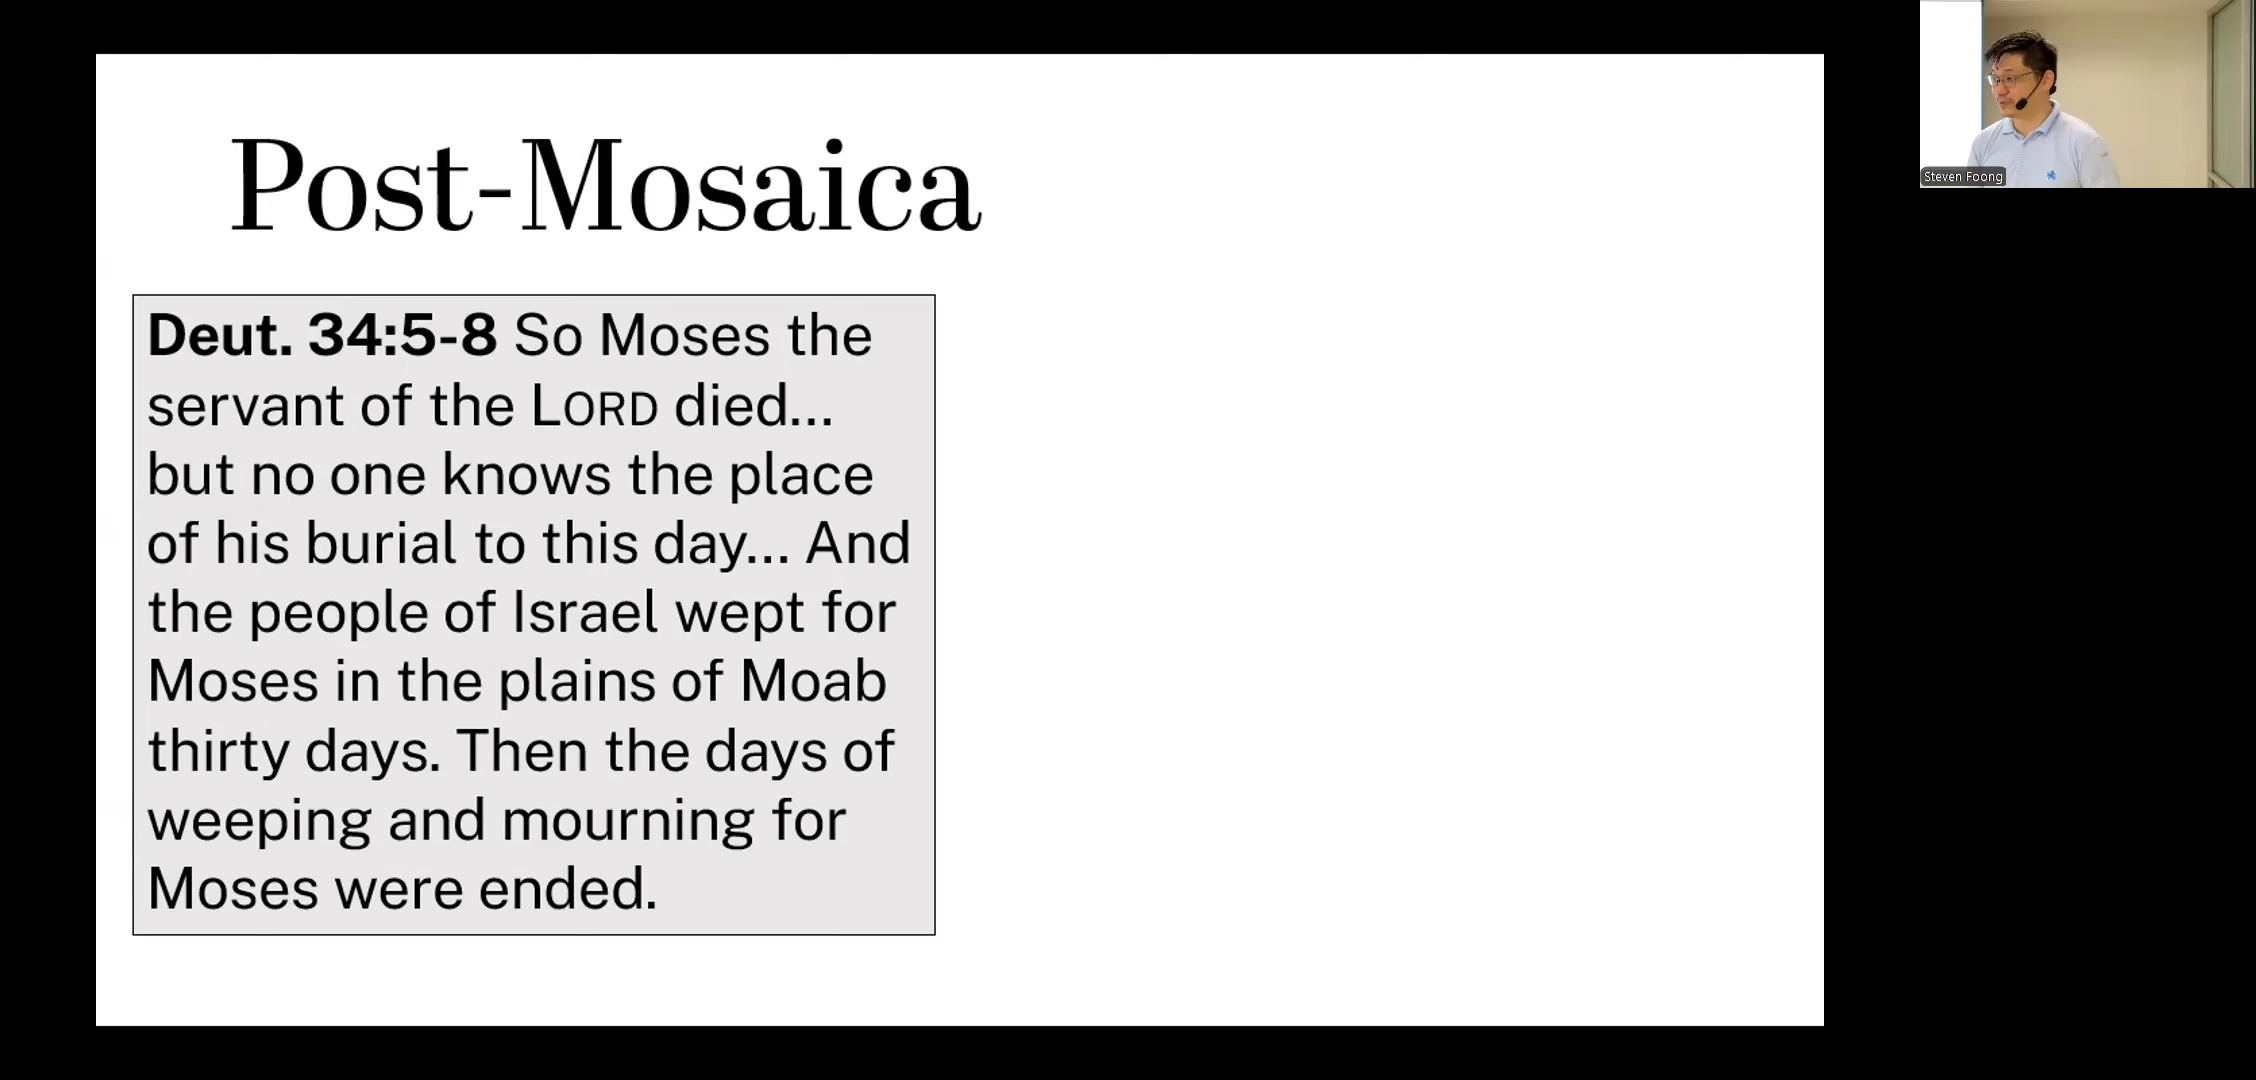 Post-Mosaica
Deut. 34:5-8 So Moses the
servant of the LORD died...
but no one knows the place
of his burial to this day... And
the people of Israel wept for
Moses in the plains of Moab
thirty days. Then the days of
weeping and mourning for
Moses were ended.
Steven Foong